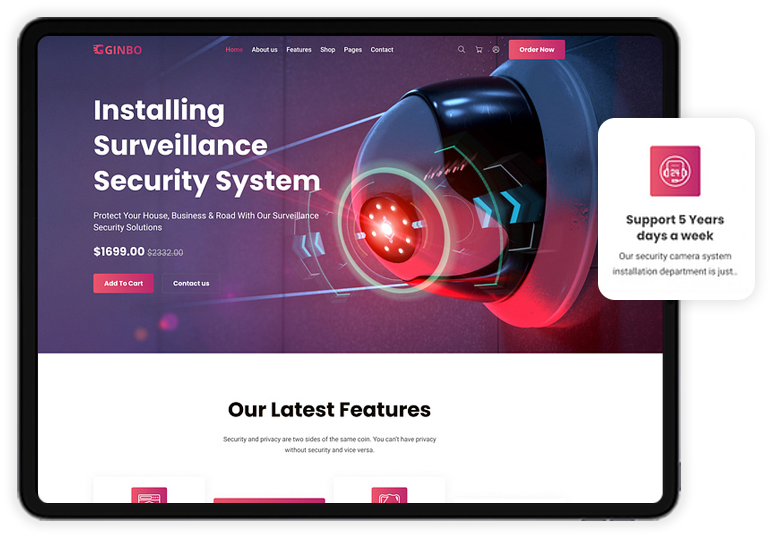 GGINBO
Home About us Features Shop Pages Contact
Order Now
Installing
Surveillance
Security System
Protect Your House, Business & Road With Our Surveillance
Security Solutions
$1699.00 $2332.00
Add To Cart Contact us
24
Support 5 Years
days a week
Our security camera system
installation department is just..
Our Latest Features
Security and privacy are two sides of the same coin. You can't have privacy
without security and vice versa.